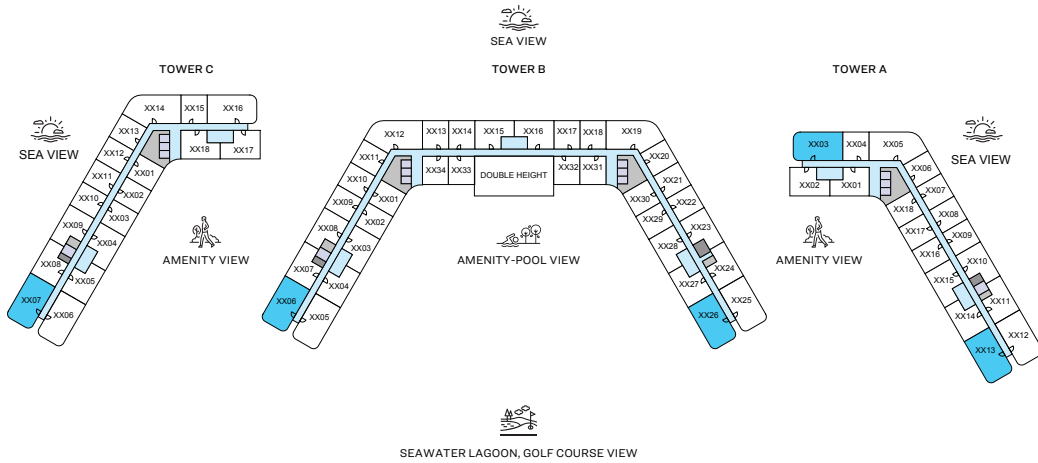 SEA VIEW
TOWER C
TOWER B
TOWER A
SEA VIEW
SEA VIEW
XX14
XX15
XX16
XX13
XX12
XX11
XX10
XX09
XX08
XX07
XX06
XX05
XX04
XX03
XX02
XX01
XX18
XX17
AMENITY VIEW
XX12
XX13
XX14
XX15
XX16
XX17
XX18
XX19
XX11
XX10
XX09
XX08
XX07
XX06
XX05
XX04
XX03
XX02
XX01
XX34
XX33
DOUBLE HEIGHT
XX32
XX31
XX30
XX29
XX28
XX27
XX26
XX20
XX21
XX22
XX23
XX24
XX25
AMENITY-POOL VIEW
XX03
XX04
XX05
XX02
XX01
XX06
XX07
XX08
XX09
XX10
XX11
XX12
XX18
XX17
XX16
XX15
XX14
XX13
AMENITY VIEW
SEAWATER LAGOON, GOLF COURSE VIEW